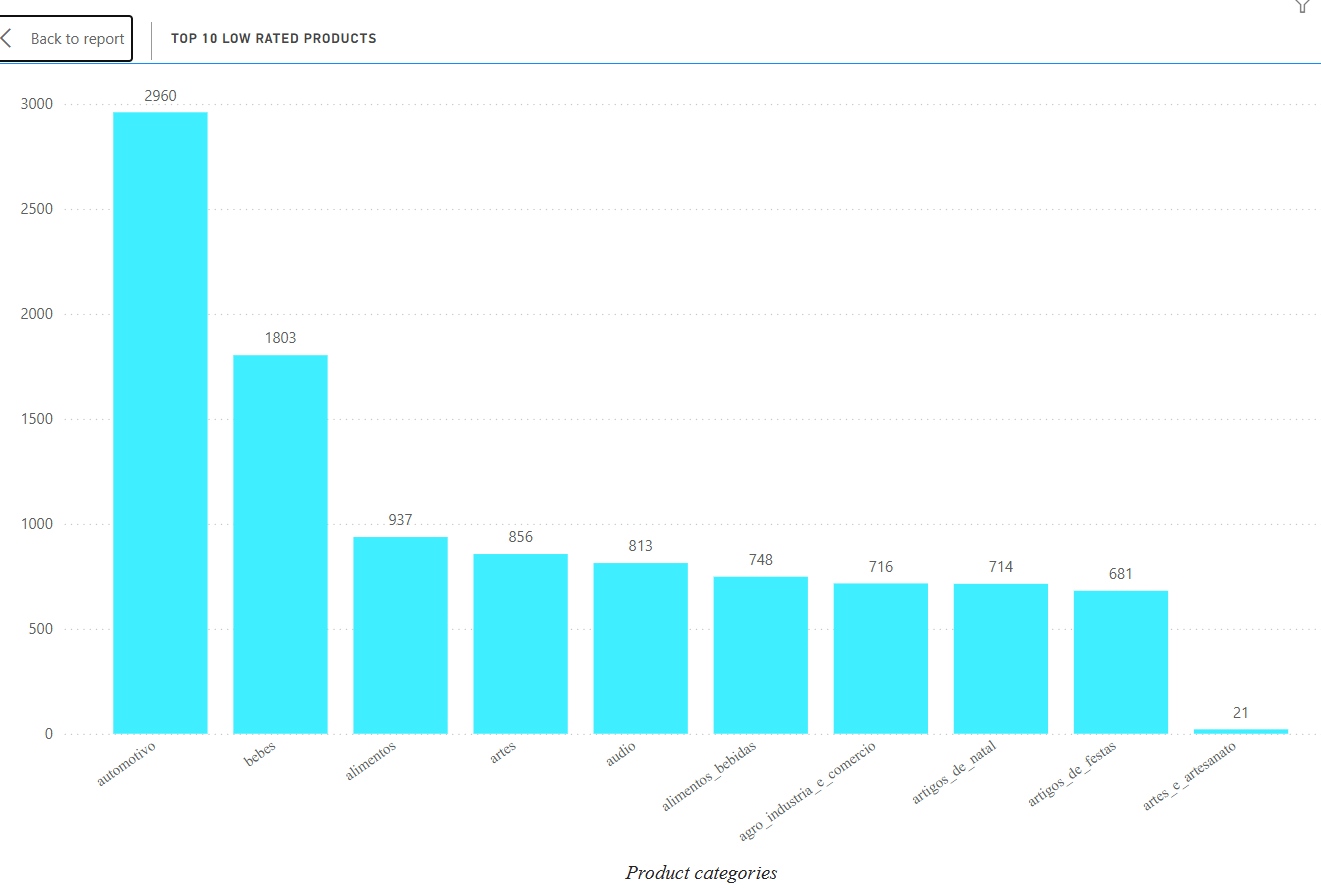 Back to report
TOP 10 LOW RATED PRODUCTS
3000
2500
2000
1500
1000
500
0
2960
1803
937
856
813
748
716
714
681
21
automotivo
bebes
alimentos
artes
audio
alimentos_bebidas
agro_industria_e_comercio
artigos_de_natal
artigos_de_festas
artes_e_artesanato
Product categories